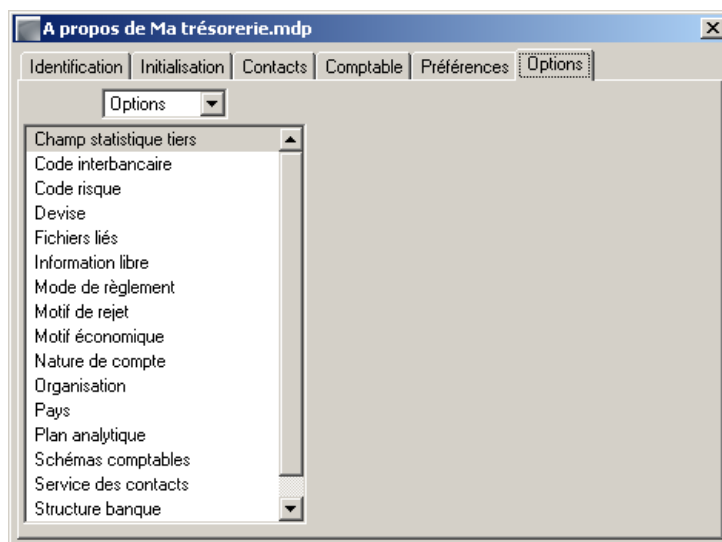 A propos de Ma trésorerie.mdp
Identification Initialisation Contacts Comptable Préférences Options
Options
Champ statistique tiers
Code interbancaire
Code risque
Devise
Fichiers liés
Information libre
Mode de règlement
Motif de rejet
Motif économique
Nature de compte
Organisation
Pays
Plan analytique
Schémas comptables
Service des contacts
Structure banque